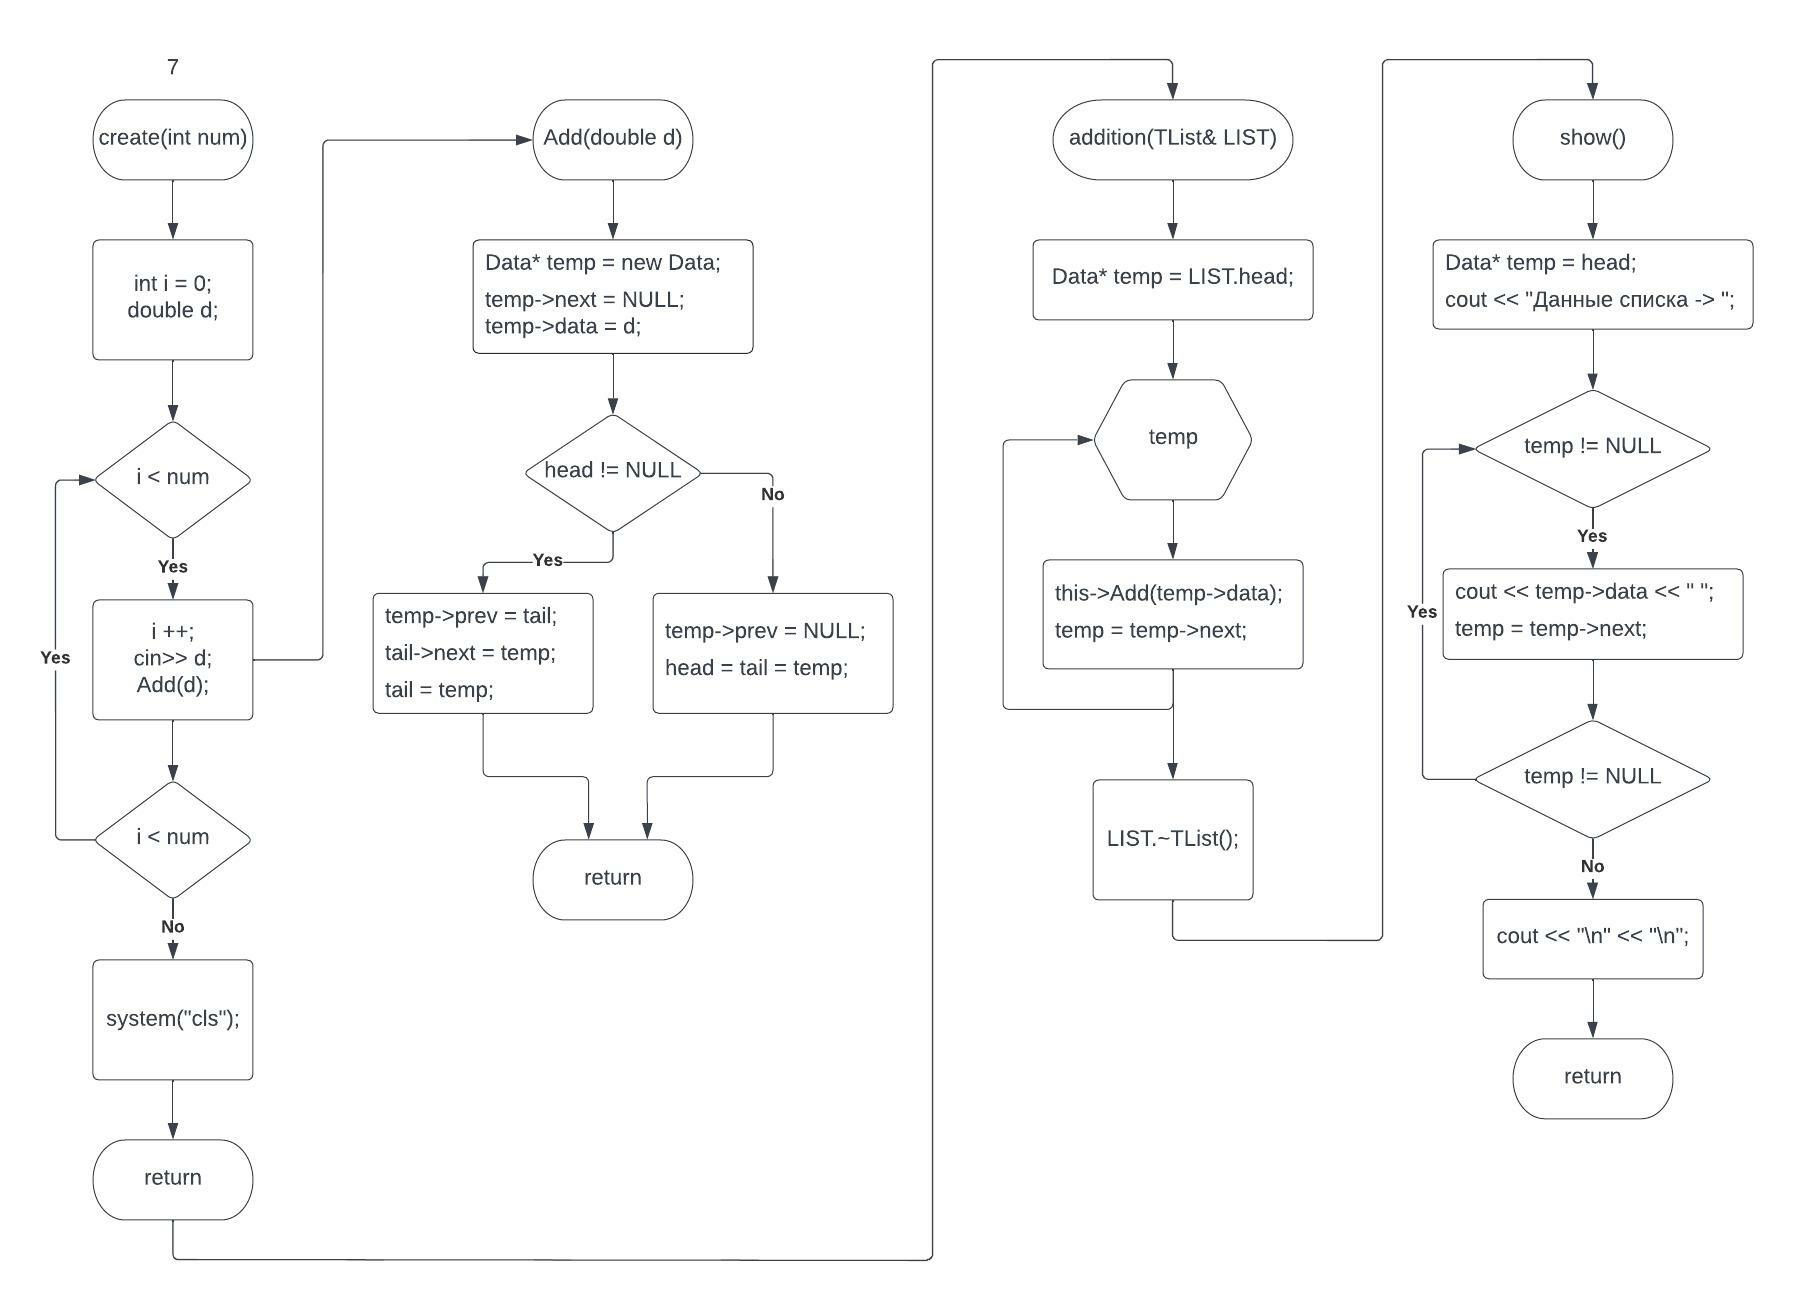 7
create(int num)
int i = 0;
double d;
i < num
Yes
i ++;
cin>> d;
Add(d);
Yes
i < num
No
system("cls");
return
Add(double d)
Data* temp = new Data;
temp->next = NULL;
temp->data = d;
head != NULL
No
Yes
temp->prev = tail;
tail->next = temp;
tail = temp;
temp->prev = NULL;
head = tail = temp;
return
addition(TList& LIST)
Data* temp = LIST.head;
temp
this->Add(temp->data);
temp = temp->next;
LIST.~TList();
show()
Data* temp = head;
cout << "Данные списка -> ";
temp != NULL
Yes
cout << temp->data << " ";
temp = temp->next;
Yes
temp != NULL
No
cout << "\n" << "\n";
return